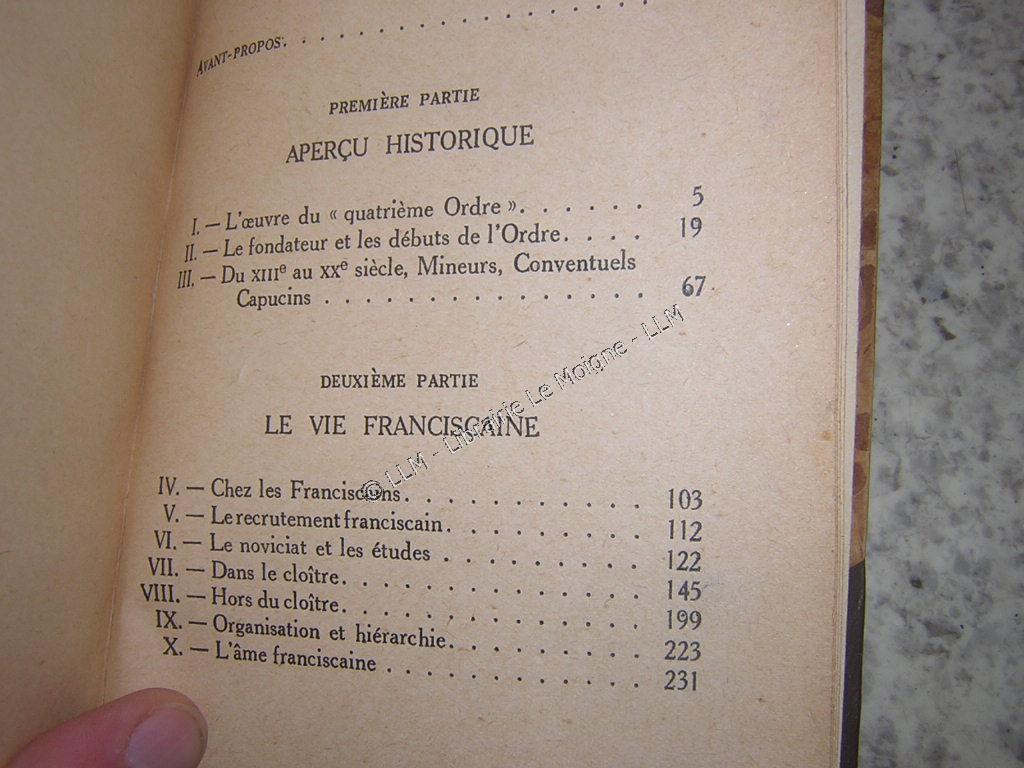 AVANT-PROPOS. . . . . . . . . . . . . . .
PREMIÈRE PARTIE
APERÇU HISTORIQUE
I. — L'œuvre du « quatrième Ordre ». . . . . . 5
II. — Le fondateur et les débuts de l'Ordre. . . . 19
III. — Du XIIIe au XXe siècle, Mineurs, Conventuels
Capucins . . . . . . . . . . . . . . . 67
DEUXIÈME PARTIE
LE VIE FRANCISCAINE
IV. — Chez les Franciscains. . . . . . . . . . . 103
V. — Le recrutement franciscain. . . . . . . . . 112
VI. — Le noviciat et les études . . . . . . . . . 122
VII. — Dans le cloître. . . . . . . . . . . . . . 145
VIII. — Hors du cloître. . . . . . . . . . . . . . 199
IX. — Organisation et hiérarchie. . . . . . . . . 223
X. — L'âme franciscaine . . . . . . . . . . . . 231
© LLM - Librairie Le Moigne - LLM